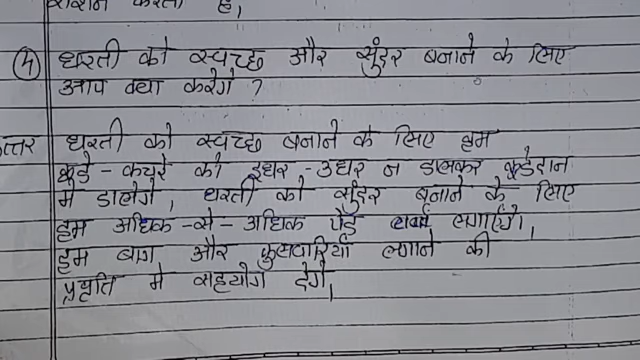 करता है।
(4) धरती को स्वच्छ और सुंदर बनाने के लिए
आप क्या करेंगे ?
त्तर धरती को स्वच्छ बनाने के लिए हम
कूड़े - कचरे को इधर - उधर न डालकर कूडेदान
मे डालेगे, धरती को सुंदर बनाने के लिए
हम अधिक - से - अधिक पेड़ लगाएंगे।
हम बाग और फुलवारियाँ लगाने की
प्रवृति मे सहयोग देगे।